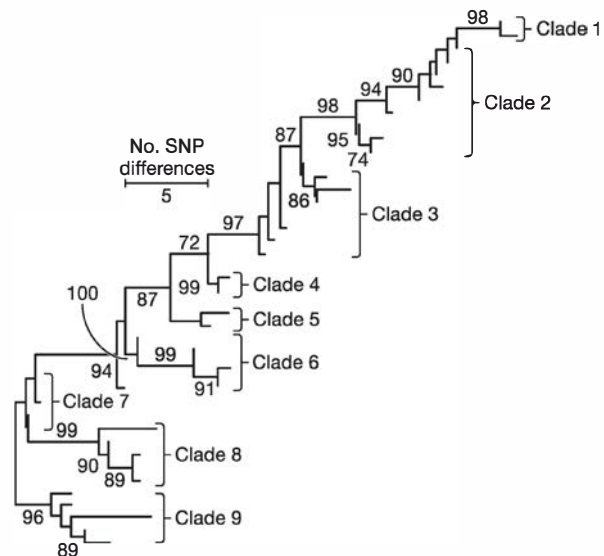 98
Clade 1
90
94
Clade 2
98
87
95
74
No. SNP
differences
5
86
Clade 3
97
72
99
Clade 4
100
87
Clade 5
99
Clade 6
94
91
Clade 7
99
Clade 8
90
89
96
Clade 9
89